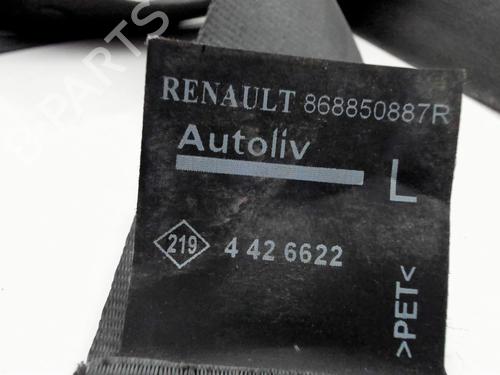 RENAULT 868850887R
Autoliv
L
219 4 42 6622
>PET<
B-PARTS